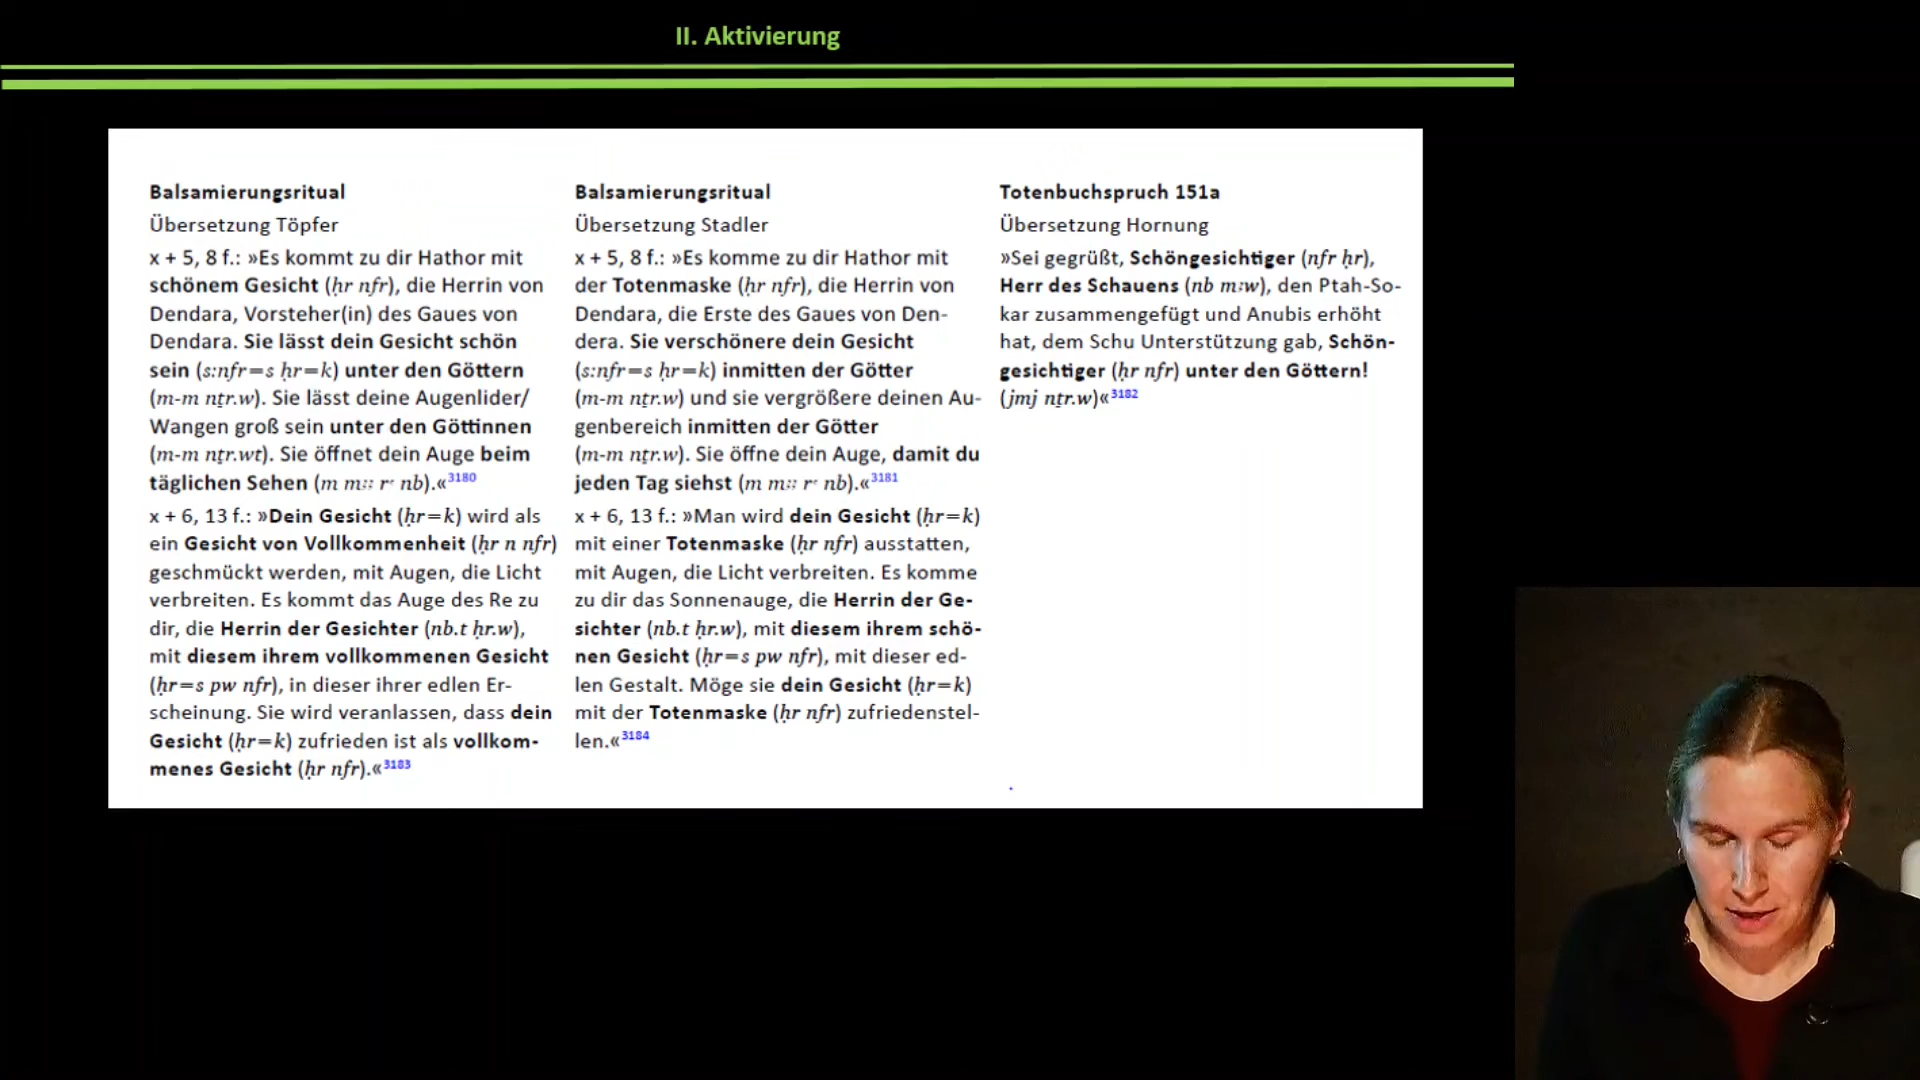 II. Aktivierung
Balsamierungsritual
Übersetzung Töpfer
x + 5, 8 f.: »Es kommt zu dir Hathor mit
schönem Gesicht (ḥr nfr), die Herrin von
Dendara, Vorsteher(in) des Gaues von
Dendara. Sie lässt dein Gesicht schön
sein (s:nfr=s ḥr=k) unter den Göttern
(m-m nṯr.w). Sie lässt deine Augenlider/
Wangen groß sein unter den Göttinnen
(m-m nṯr.wt). Sie öffnet dein Auge beim
täglichen Sehen (m mꜣꜣ rꜥ nb).«3180
x + 6, 13 f.: »Dein Gesicht (ḥr=k) wird als
ein Gesicht von Vollkommenheit (ḥr n nfr)
geschmückt werden, mit Augen, die Licht
verbreiten. Es kommt das Auge des Re zu
dir, die Herrin der Gesichter (nb.t ḥr.w),
mit diesem ihrem vollkommenen Gesicht
(ḥr=s pw nfr), in dieser ihrer edlen Er-
scheinung. Sie wird veranlassen, dass dein
Gesicht (ḥr=k) zufrieden ist als vollkom-
menes Gesicht (ḥr nfr).«3183
Balsamierungsritual
Übersetzung Stadler
x + 5, 8 f.: »Es komme zu dir Hathor mit
der Totenmaske (ḥr nfr), die Herrin von
Dendara, die Erste des Gaues von Den-
dera. Sie verschönere dein Gesicht
(s:nfr=s ḥr=k) inmitten der Götter
(m-m nṯr.w) und sie vergrößere deinen Au-
genbereich inmitten der Götter
(m-m nṯr.w). Sie öffne dein Auge, damit du
jeden Tag siehst (m mꜣꜣ rꜥ nb).«3181
x + 6, 13 f.: »Man wird dein Gesicht (ḥr=k)
mit einer Totenmaske (ḥr nfr) ausstatten,
mit Augen, die Licht verbreiten. Es komme
zu dir das Sonnenauge, die Herrin der Ge-
sichter (nb.t ḥr.w), mit diesem ihrem schö-
nen Gesicht (ḥr=s pw nfr), mit dieser ed-
len Gestalt. Möge sie dein Gesicht (ḥr=k)
mit der Totenmaske (ḥr nfr) zufriedenstel-
len.«3184
Totenbuchspruch 151a
Übersetzung Hornung
»Sei gegrüßt, Schöngesichtiger (nfr ḥr),
Herr des Schauens (nb mꜣw), den Ptah-So-
kar zusammengefügt und Anubis erhöht
hat, dem Schu Unterstützung gab, Schön-
gesichtiger (ḥr nfr) unter den Göttern!
(jmj nṯr.w)«3182